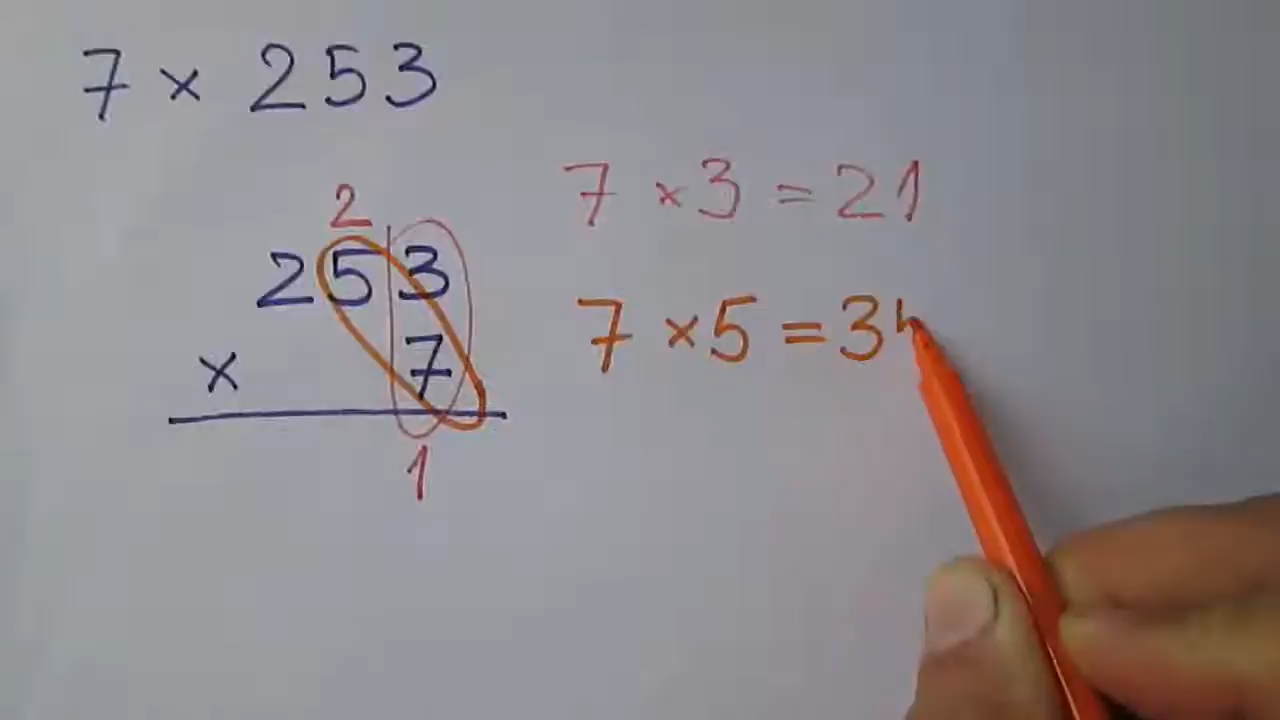 7 × 253
7 × 3 = 21
2
253
7 × 5 = 3
× 7
1